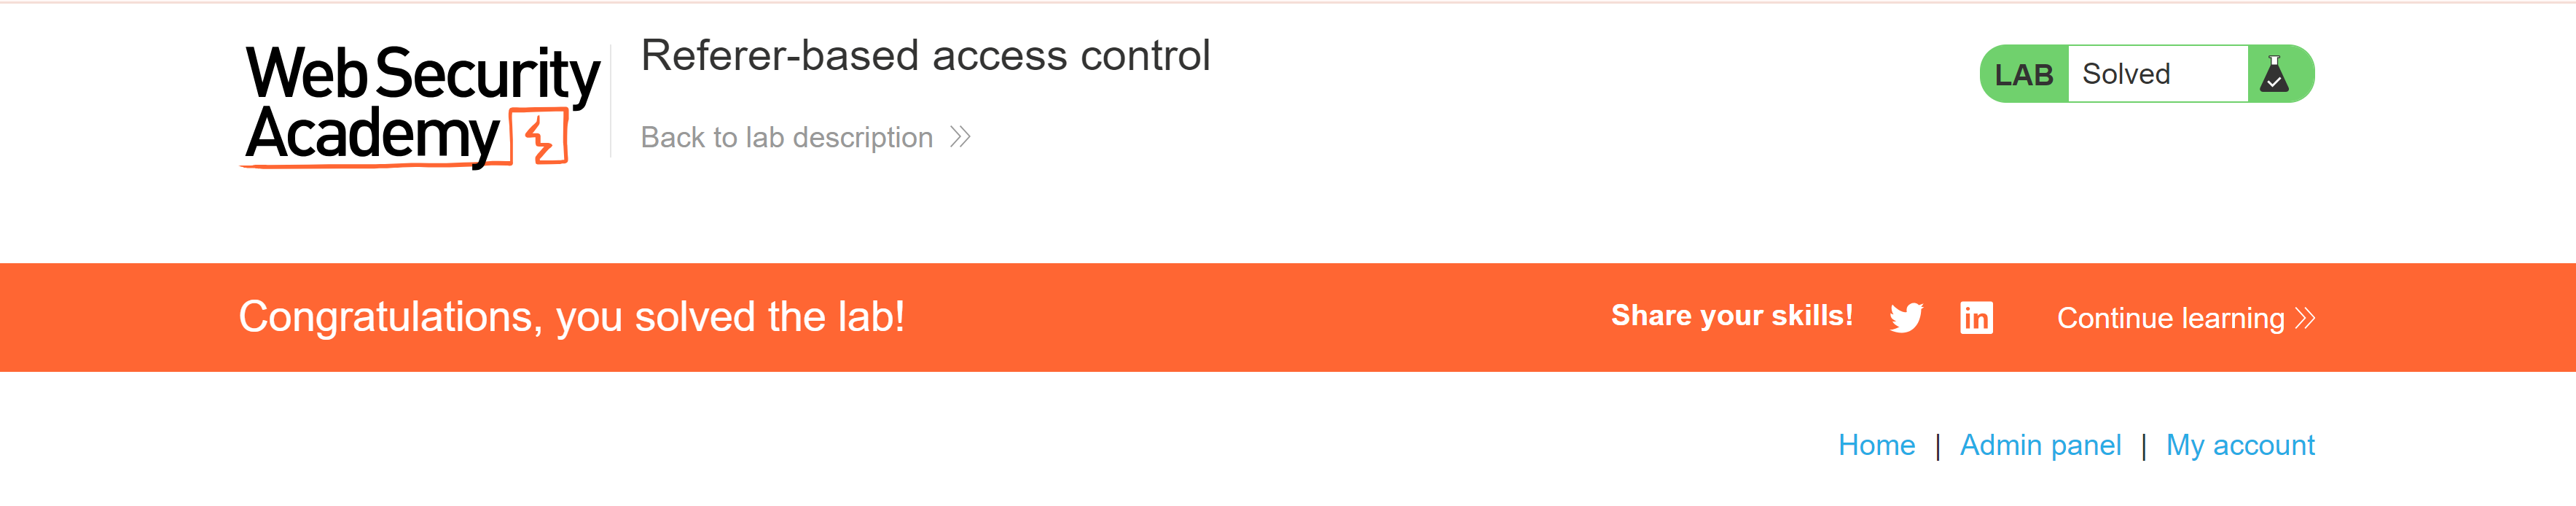 Web Security
Academy
Referer-based access control
Back to lab description
LAB Solved
Congratulations, you solved the lab!
Share your skills!
in
Continue learning
Home | Admin panel | My account